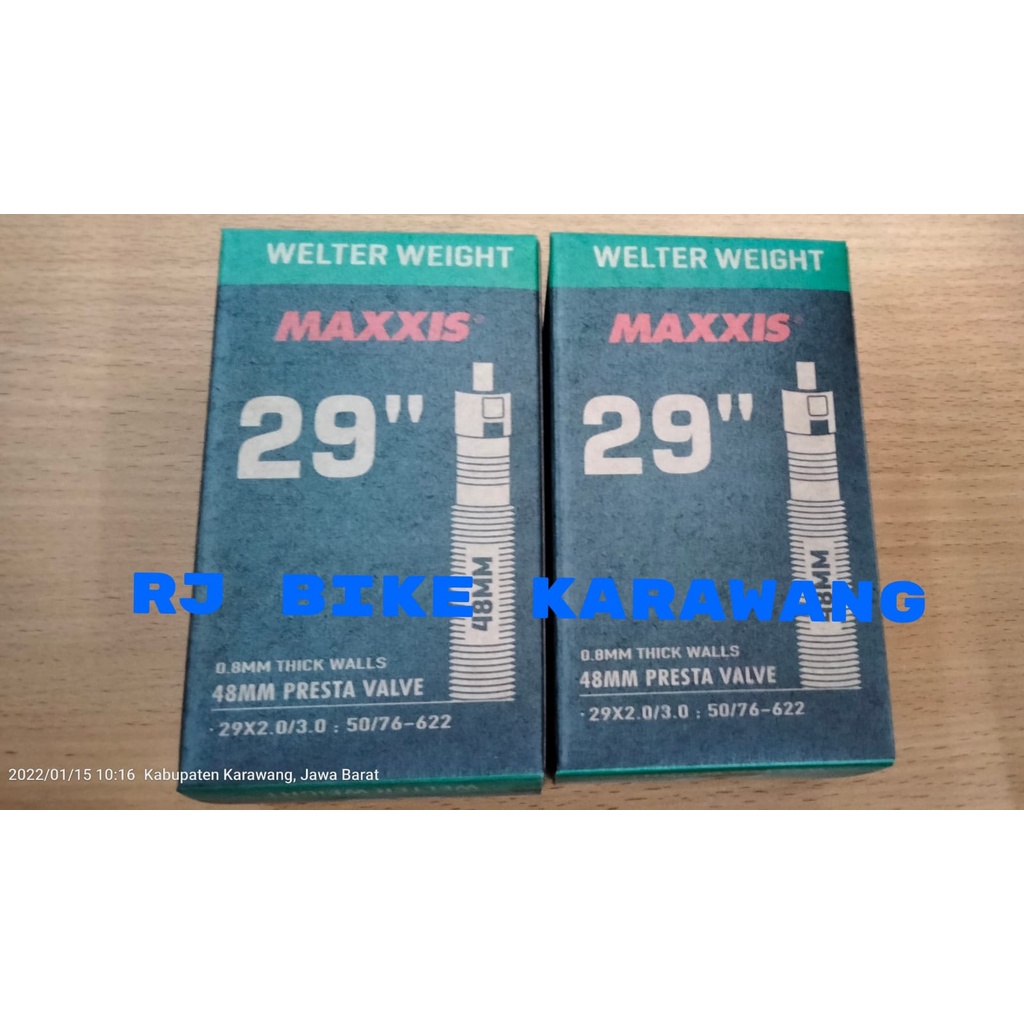 WELTER WEIGHT
MAXXIS®
29"
48MM
0.8MM THICK WALLS
48MM PRESTA VALVE
·29X2.0/3.0 : 50/76-622
WELTER WEIGHT
MAXXIS®
29"
48MM
0.8MM THICK WALLS
48MM PRESTA VALVE
·29X2.0/3.0 : 50/76-622
RJ BIKE KARAWANG
2022/01/15 10:16 Kabupaten Karawang, Jawa Barat
WELTER WEIGHT